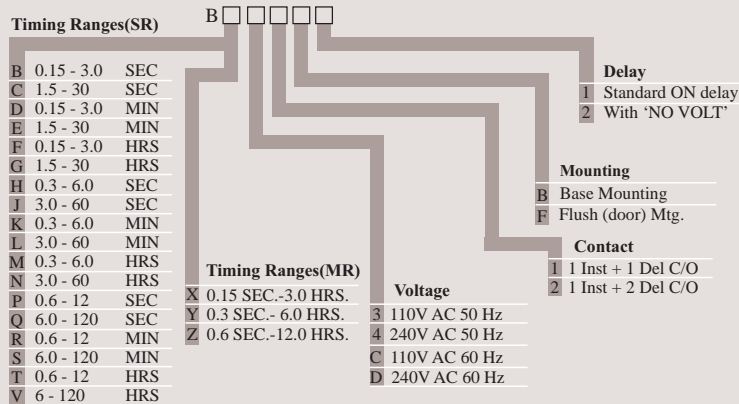 Timing Ranges(SR)
B□□□□□
B 0.15 - 3.0 SEC
C 1.5 - 30 SEC
D 0.15 - 3.0 MIN
E 1.5 - 30 MIN
F 0.15 - 3.0 HRS
G 1.5 - 30 HRS
H 0.3 - 6.0 SEC
J 3.0 - 60 SEC
K 0.3 - 6.0 MIN
L 3.0 - 60 MIN
M 0.3 - 6.0 HRS
N 3.0 - 60 HRS
P 0.6 - 12 SEC
Q 6.0 - 120 SEC
R 0.6 - 12 MIN
S 6.0 - 120 MIN
T 0.6 - 12 HRS
V 6 - 120 HRS
Timing Ranges(MR)
X 0.15 SEC.-3.0 HRS.
Y 0.3 SEC.- 6.0 HRS.
Z 0.6 SEC.-12.0 HRS.
Voltage
3 110V AC 50 Hz
4 240V AC 50 Hz
C 110V AC 60 Hz
D 240V AC 60 Hz
Contact
1 1 Inst + 1 Del C/O
2 1 Inst + 2 Del C/O
Mounting
B Base Mounting
F Flush (door) Mtg.
Delay
1 Standard ON delay
2 With ‘NO VOLT’